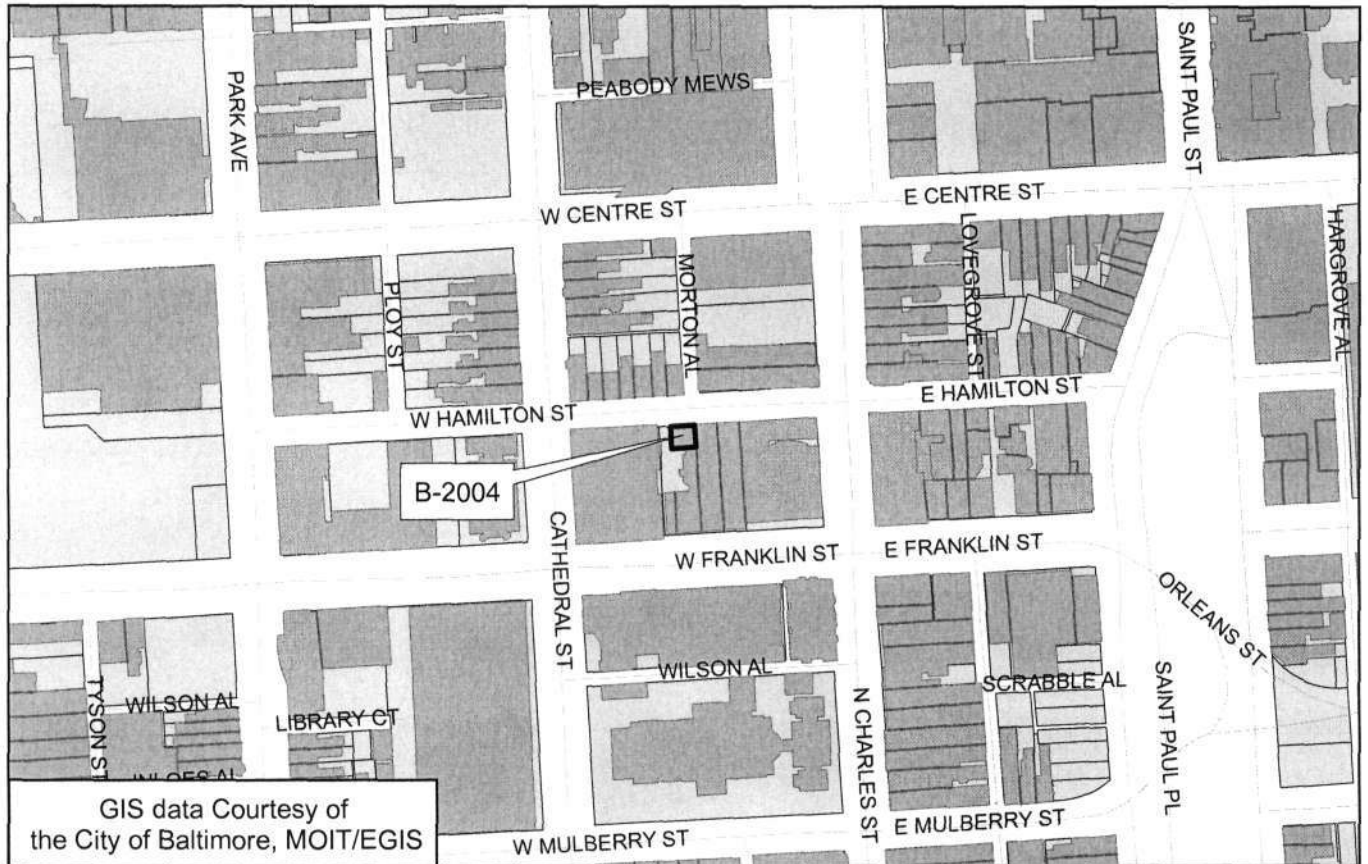 SAINT PAUL ST
PARK AVE
PEABODY MEWS
W CENTRE ST
E CENTRE ST
LOVEGROVE ST
HARGROVE AL
MORTON AL
PLOY ST
W HAMILTON ST
E HAMILTON ST
B-2004
CATHEDRAL ST
W FRANKLIN ST
E FRANKLIN ST
ORLEANS ST
WILSON AL
SCRABBLE AL
TYSON ST
WILSON AL
LIBRARY CT
N CHARLES ST
SAINT PAUL PL
GIS data Courtesy of
the City of Baltimore, MOIT/EGIS
W MULBERRY ST
E MULBERRY ST